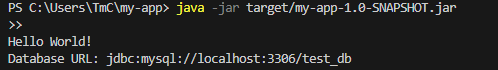 PS C:\Users\TmC\my-app> java -jar target/my-app-1.0-SNAPSHOT.jar
>>
Hello World!
Database URL: jdbc:mysql://localhost:3306/test_db